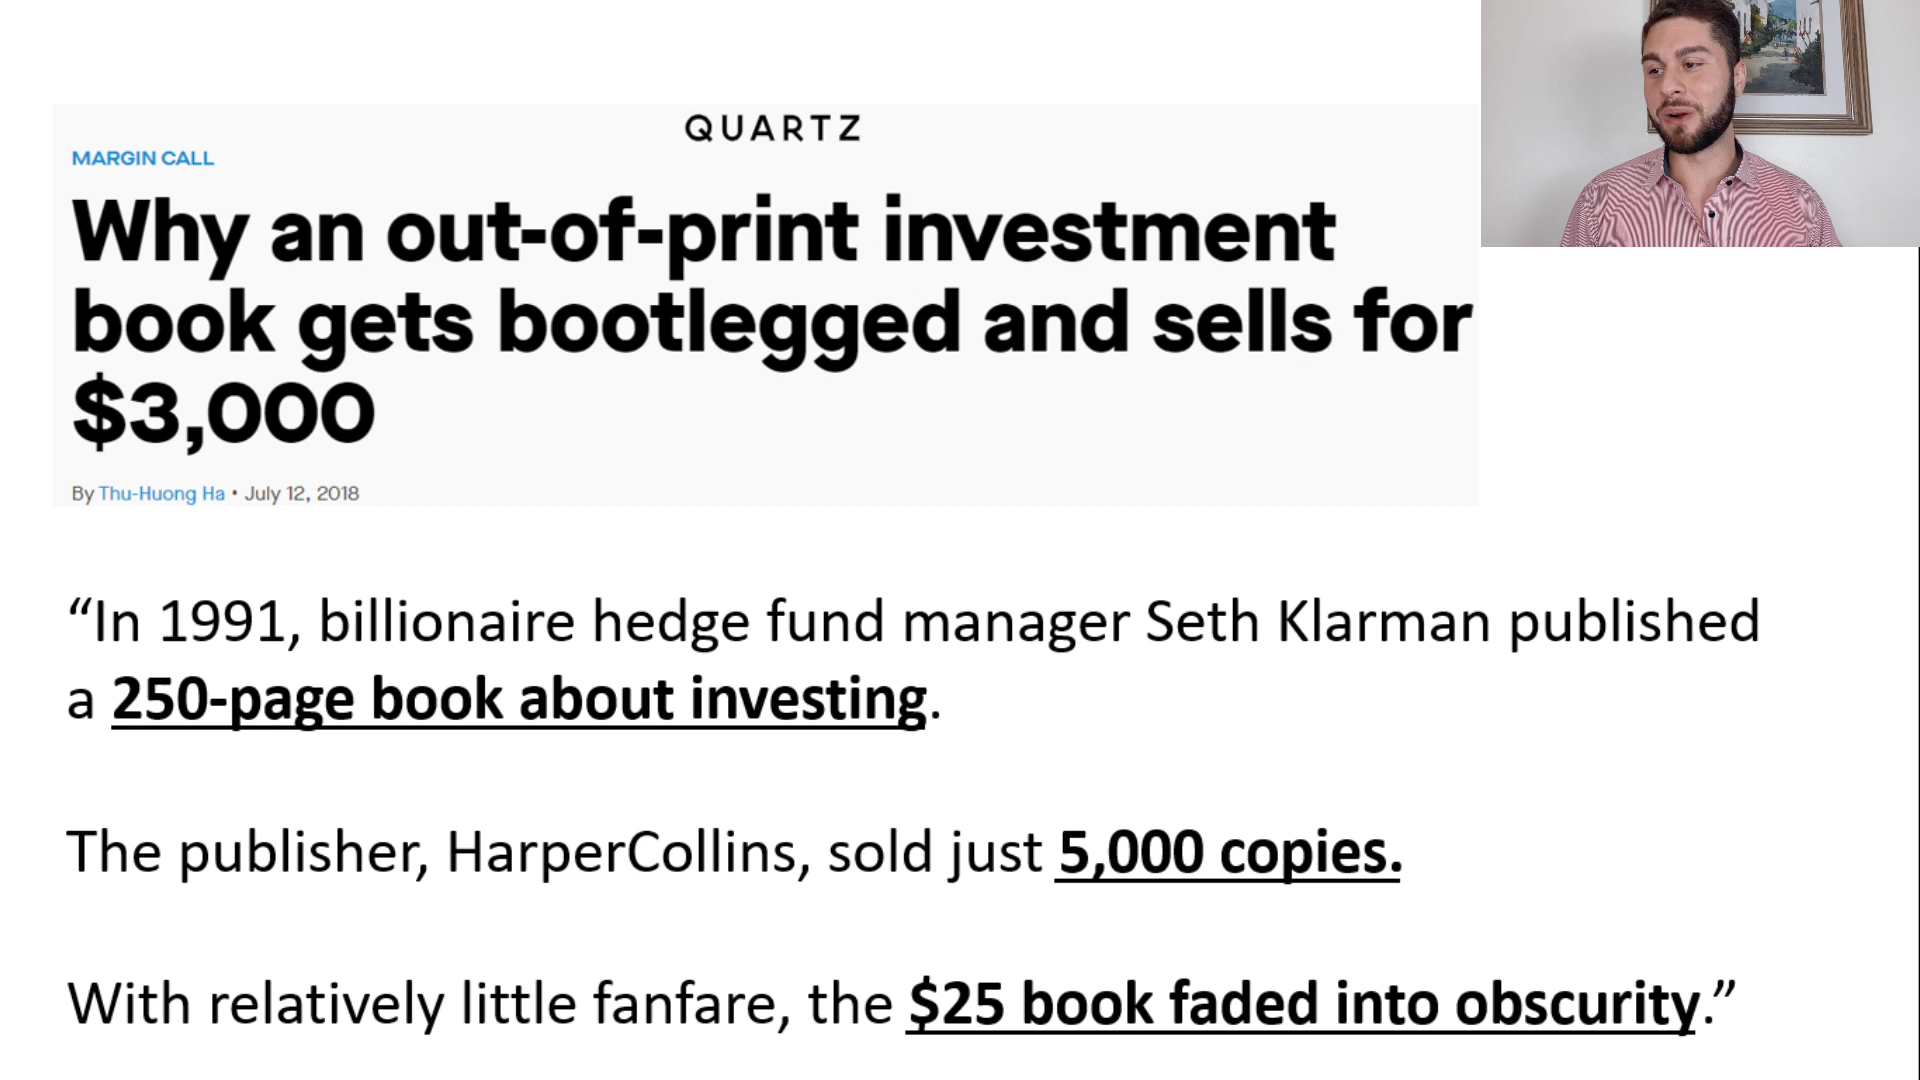 QUARTZ
MARGIN CALL
Why an out-of-print investment
book gets bootlegged and sells for
$3,000
By Thu-Huong Ha • July 12, 2018
“In 1991, billionaire hedge fund manager Seth Klarman published
a 250-page book about investing.
The publisher, HarperCollins, sold just 5,000 copies.
With relatively little fanfare, the $25 book faded into obscurity.”